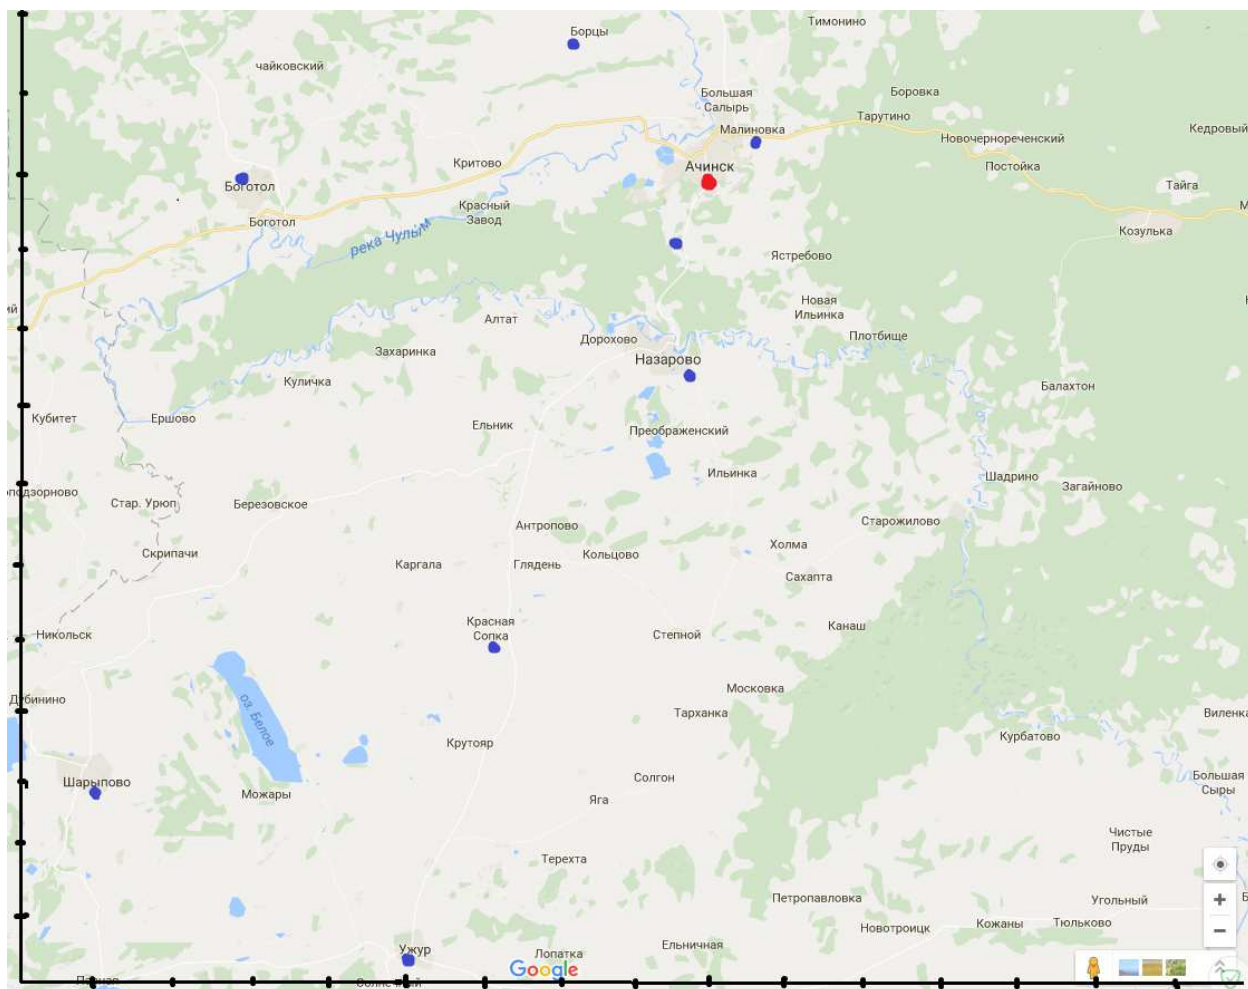 Тимонино
Борцы
чайковский
Большая
Салырь
Боровка
Тарутино
Малиновка
Кедровый
Новочернореченский
Критово
Ачинск
Постойка
Тайга
Боготол
Красный
Завод
Боготол
река Чулым
Козулька
Ястребово
Новая
Ильинка
Алтат
Дорохово
Плотбище
Захаринка
Назарово
Куличка
Балахтон
Кубитет
Ершово
Ельник
Преображенский
Ильинка
Шадрино
Загайново
Стар. Урюп
Березовское
Антропово
Старожилово
Скрипачи
Каргала
Глядень
Кольцово
Холма
Сахапта
Никольск
Красная
Сопка
Степной
Канаш
Дубинино
оз. Белое
Московка
Тарханка
Виленка
Крутояр
Курбатово
Шарыпово
Можары
Солгон
Большая
Сыры
Яга
Чистые
Пруды
Терехта
Петропавловка
Угольный
Новотроицк
Кожаны
Тюльково
Ужур
Лопатка
Ельничная
Google